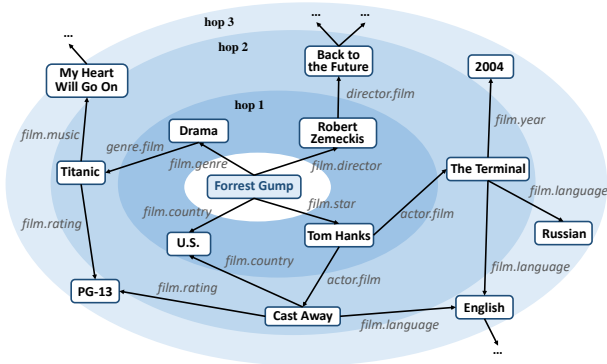 hop 3
...
...
...
hop 2
My Heart
Will Go On
Back to
the Future
2004
hop 1
director.film
film.music
Drama
Robert
Zemeckis
film.year
genre.film
film.genre
film.director
Titanic
Forrest Gump
The Terminal
film.country
film.star
actor.film
film.language
film.rating
U.S.
Tom Hanks
Russian
film.country
actor.film
film.language
PG-13
film.rating
English
Cast Away
film.language
...